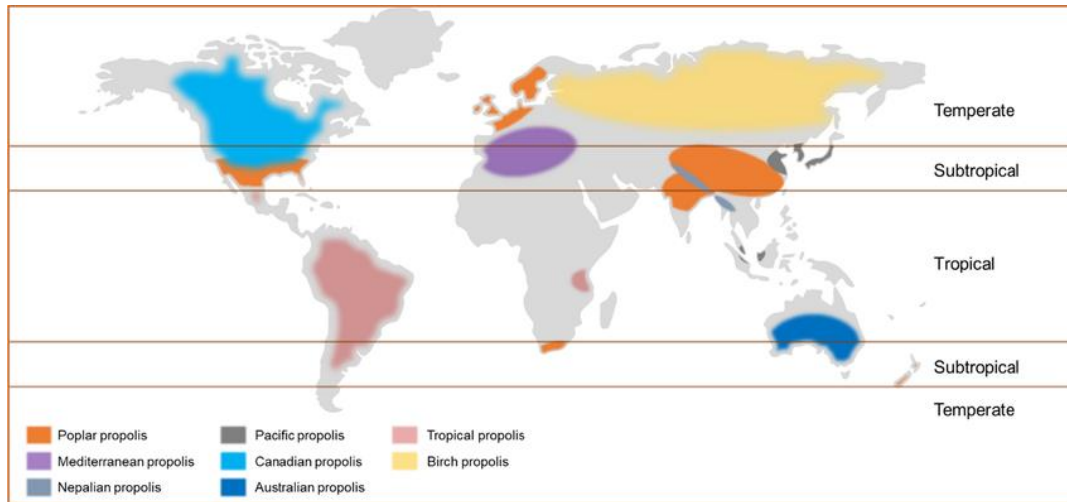 Temperate
Subtropical
Tropical
Subtropical
Temperate
Poplar propolis
Pacific propolis
Tropical propolis
Mediterranean propolis
Canadian propolis
Birch propolis
Nepalian propolis
Australian propolis